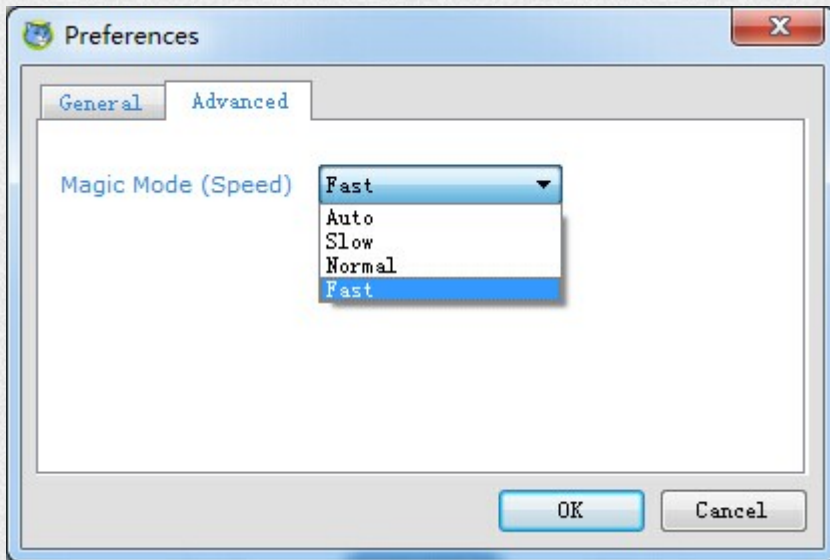 Preferences
General Advanced
Magic Mode (Speed) Fast
Auto
Slow
Normal
Fast
OK Cancel